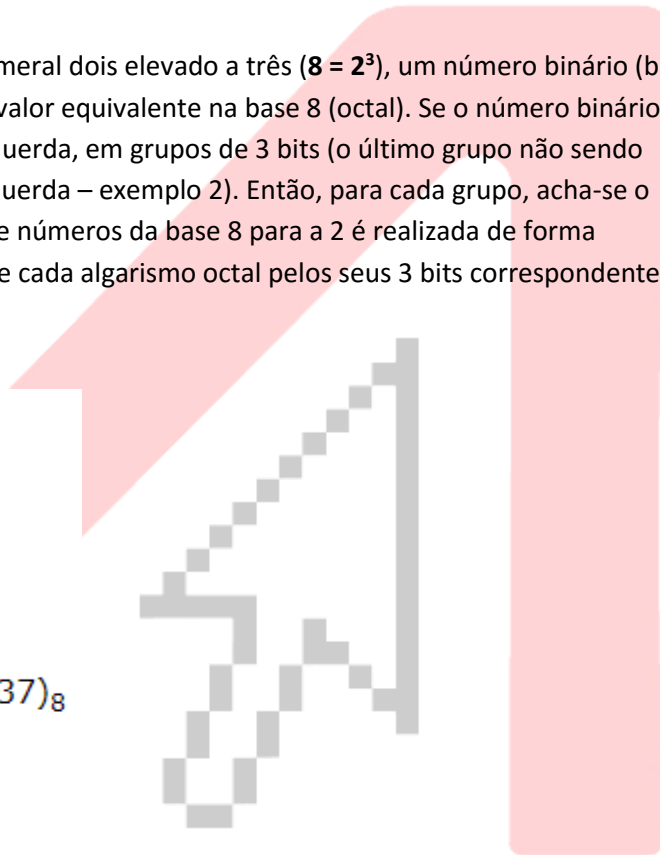 meral dois elevado a três (8 = 2³), um número binário (b
valor equivalente na base 8 (octal). Se o número binário
uerda, em grupos de 3 bits (o último grupo não sendo
uerda – exemplo 2). Então, para cada grupo, acha-se o
e números da base 8 para a 2 é realizada de forma
e cada algarismo octal pelos seus 3 bits correspondente
37)₈